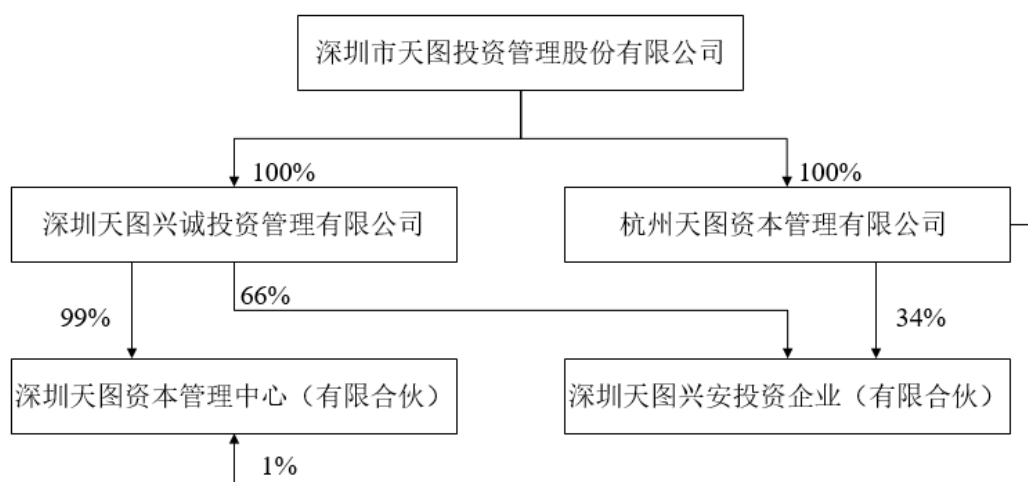 深圳市天图投资管理股份有限公司
100%
100%
深圳天图兴诚投资管理有限公司
杭州天图资本管理有限公司
99%
66%
34%
深圳天图资本管理中心（有限合伙）
深圳天图兴安投资企业（有限合伙）
1%